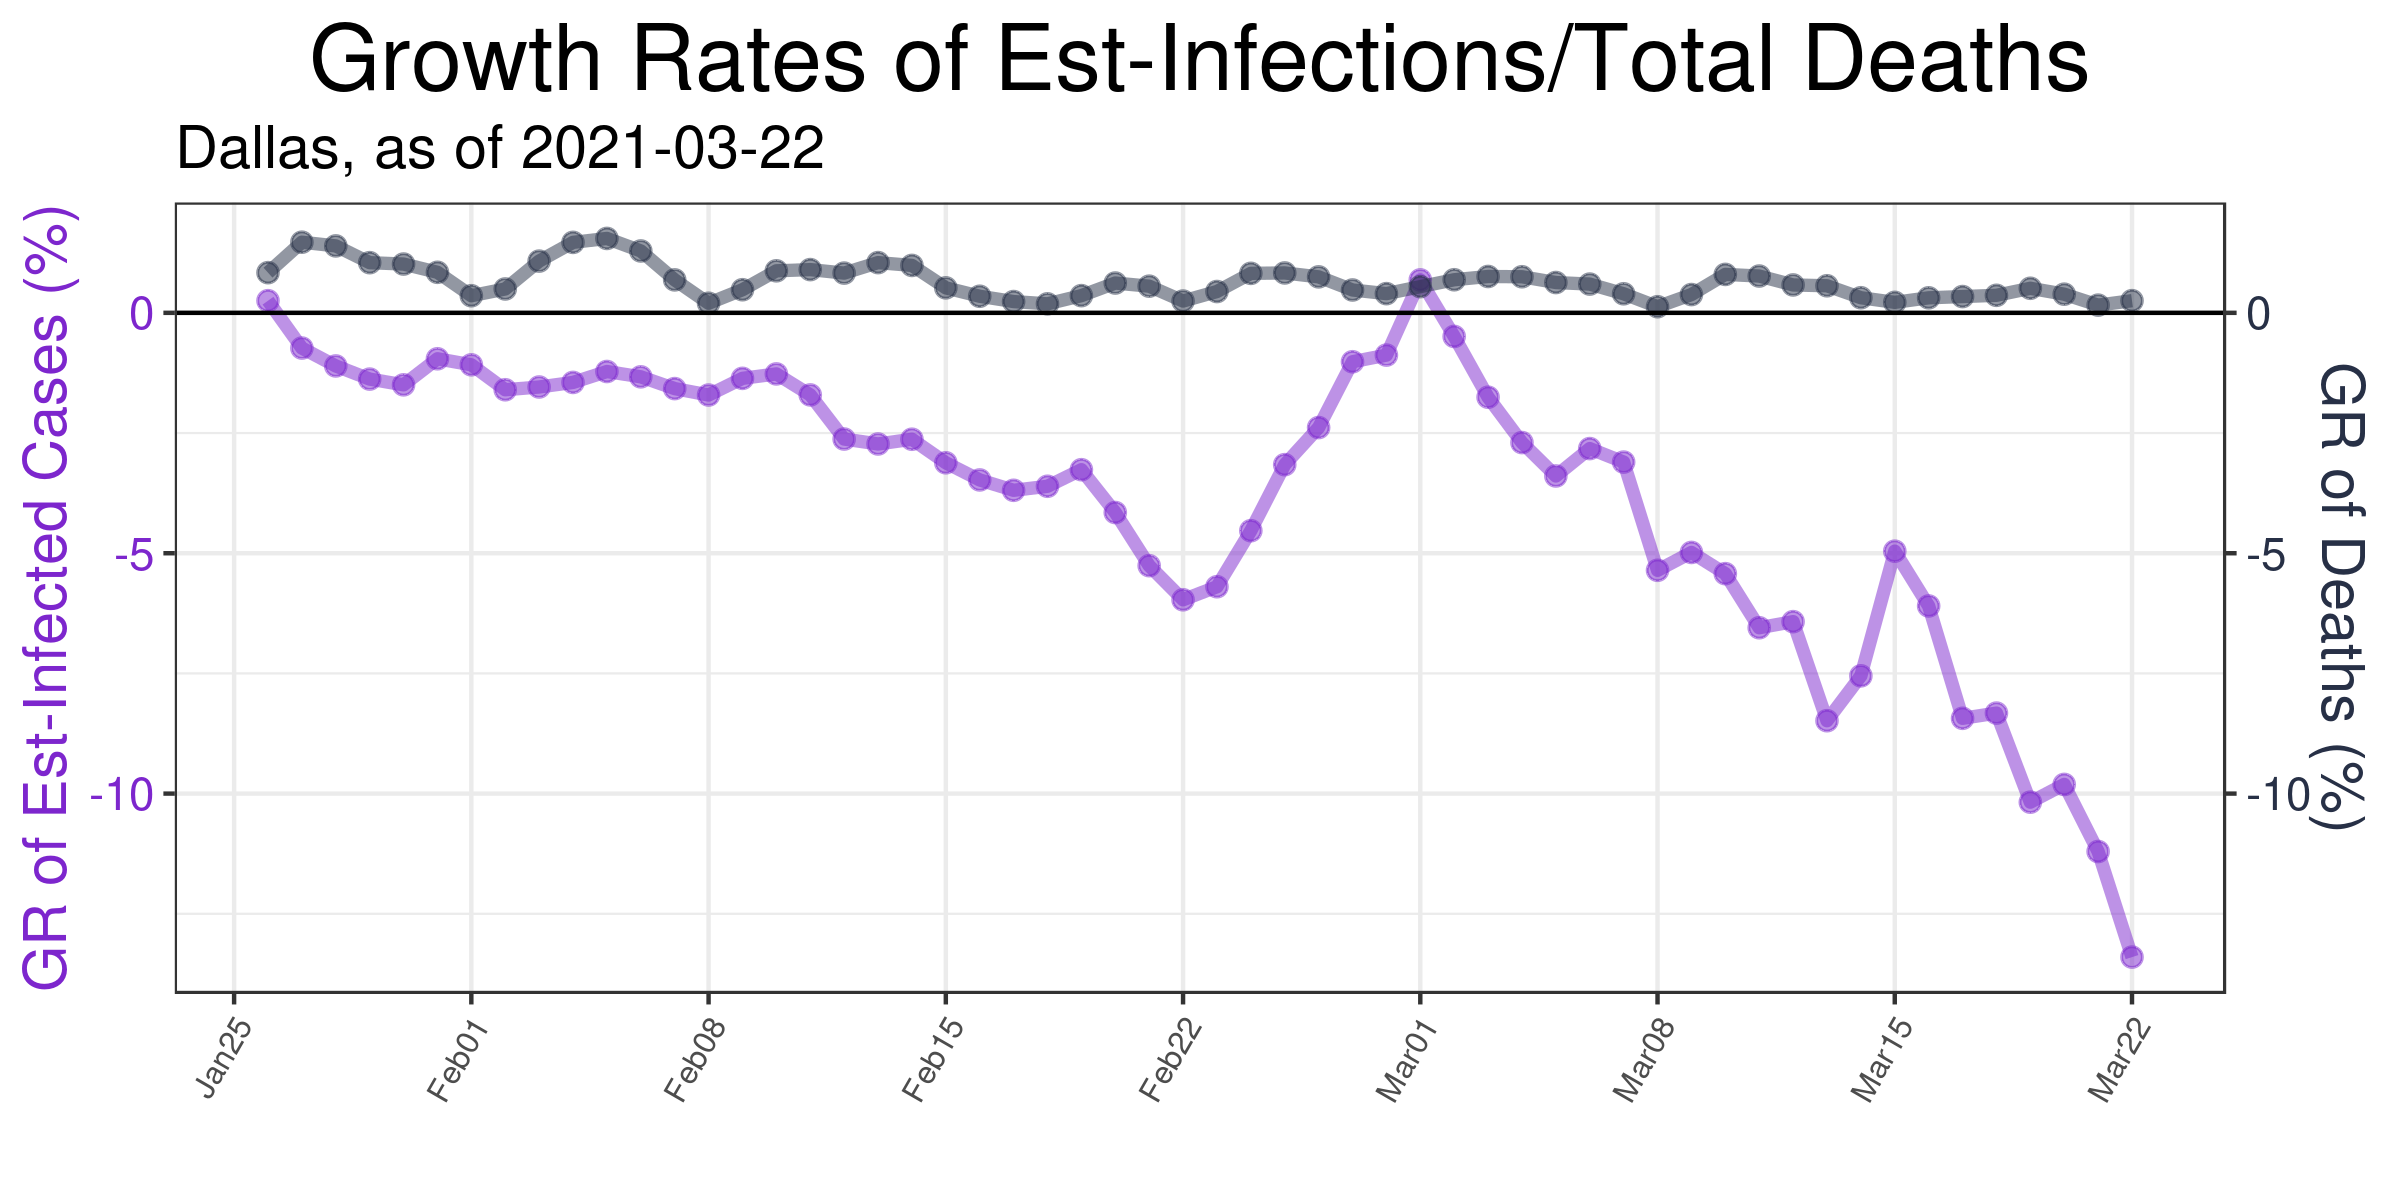 Growth Rates of Est-Infections/Total Deaths
Dallas, as of 2021-03-22
GR of Est-Infected Cases (%)
0
-5
-10
0
-5
-10
GR of Deaths (%)
Jan25
Feb01
Feb08
Feb15
Feb22
Mar01
Mar08
Mar15
Mar22